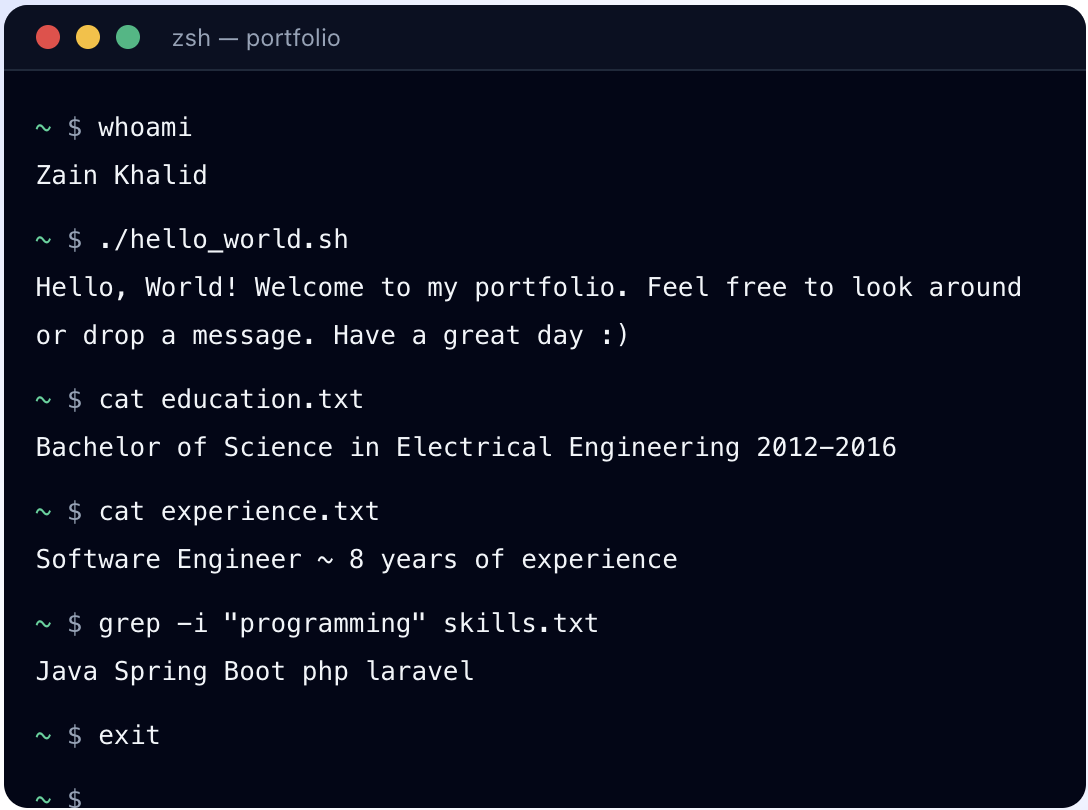 zsh — portfolio
~ $ whoami
Zain Khalid
~ $ ./hello_world.sh
Hello, World! Welcome to my portfolio. Feel free to look around
or drop a message. Have a great day :)
~ $ cat education.txt
Bachelor of Science in Electrical Engineering 2012-2016
~ $ cat experience.txt
Software Engineer ~ 8 years of experience
~ $ grep -i "programming" skills.txt
Java Spring Boot php laravel
~ $ exit
~ $